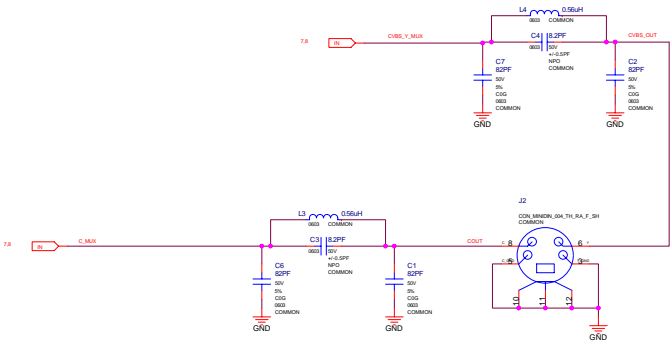 L4 0.56uH
0603 COMMON
7,8 IN CVBS_Y_MUX
C4 8.2PF
0603 50V
+/-0.5PF
NPO
COMMON
CVBS_OUT
C7
82PF
50V
5%
C0G
0603
COMMON
GND
C2
82PF
50V
5%
C0G
0603
COMMON
GND
J2
CON_MINIDIN_004_TH_RA_F_SH
COMMON
L3 0.56uH
0603 COMMON
7,8 IN C_MUX
C3 8.2PF
0603 50V
+/-0.5PF
NPO
COMMON
COUT
C 8 6 Y
3
10 11 12
C6
82PF
50V
5%
C0G
0603
COMMON
GND
C1
82PF
50V
5%
C0G
0603
COMMON
GND
GND